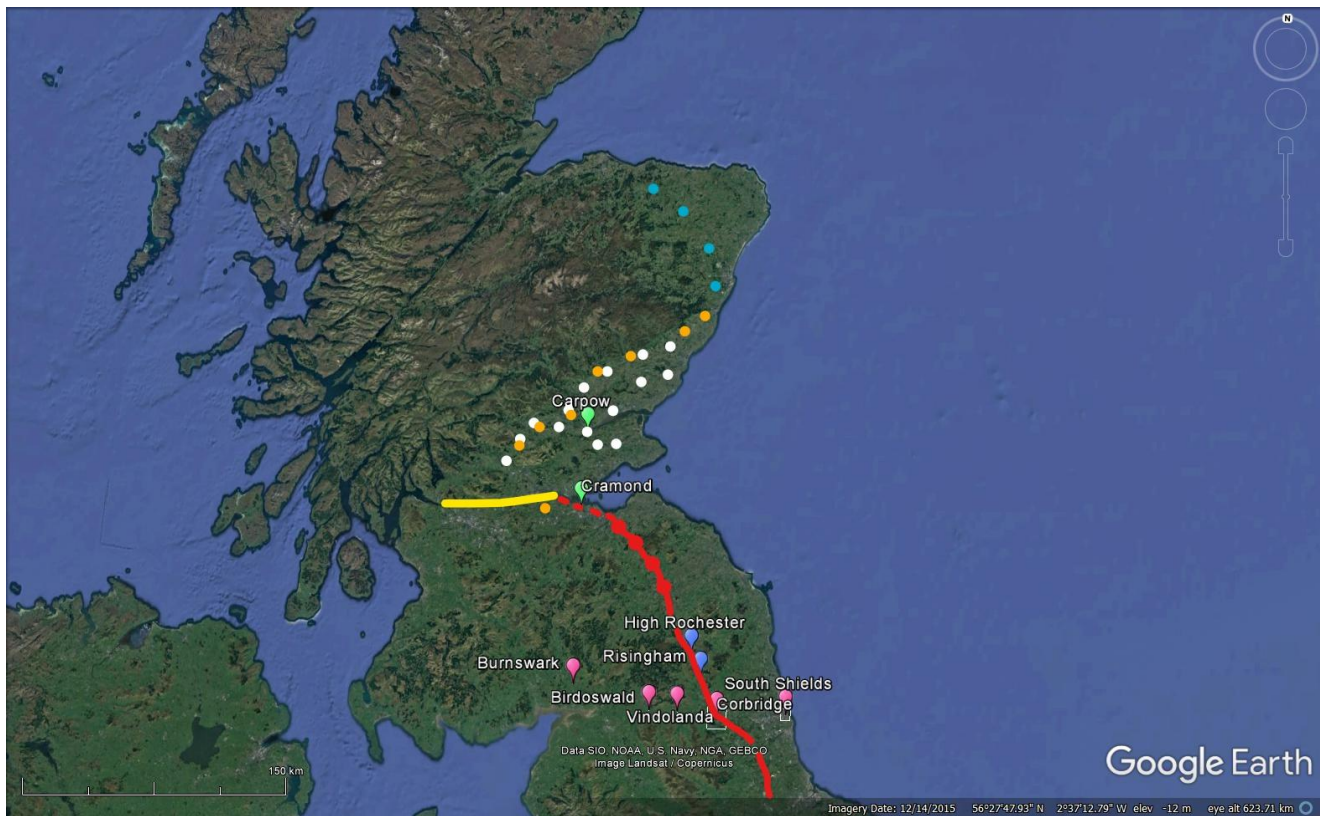 N
Carpow
Cramond
High Rochester
Burnswark
Risingham
Birdoswald
South Shields
Corbridge
Vindolanda
Data SIO, NOAA, U.S. Navy, NGA, GEBCO
Image Landsat / Copernicus
150 km
Google Earth
Imagery Date: 12/14/2015 56°27'47.93" N 2°37'12.79" W elev -12 m eye alt 623.71 km